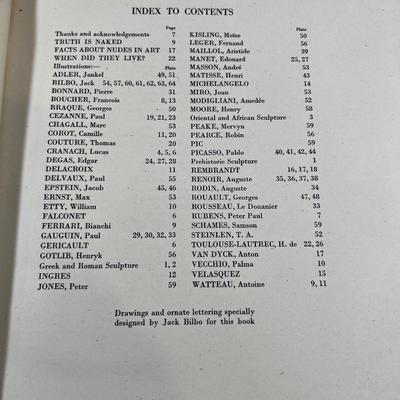 INDEX TO CONTENTS
Page
Thanks and acknowledgements 7
TRUTH IS NAKED 9
FACTS ABOUT NUDES IN ART 17
WHEN DID THEY LIVE? 22
Illustrations: Plate
ADLER, Jankel 49, 51
BILBO, Jack 54, 57, 60, 61, 62, 63, 64
BONNARD, Pierre 31
BOUCHER, Francois 8, 13
BRAQUE, Georges 50
CEZANNE, Paul 19, 21, 23
CHAGALL, Marc 53
COROT, Camille 11, 20
COUTURE, Thomas 20
CRANACH, Lucas 4, 5, 6
DEGAS, Edgar 24, 27, 28
DELACROIX 11
DELVAUX, Paul 55
EPSTEIN, Jacob 45, 46
ERNST, Max 53
ETTY, William 10
FALCONET 6
FERRARI, Bianchi 9
GAUGUIN, Paul 29, 30, 32, 33
GERICAULT 6
GOTLIB, Henryk 56
Greek and Roman Sculpture 1, 2
INGRES 12
JONES, Peter 59
Plate
KISLING, Moise 50
LEGER, Fernand 56
MAILLOL, Aristide 39
MANET, Edouard 25, 27
MASSON, André 53
MATISSE, Henri 43
MICHELANGELO 14
MIRO, Joan 54
MODIGLIANI, Amedée 52
MOORE, Henry 58
Oriental and African Sculpture 3
PEAKE, Mervyn 59
PEARCE, Robin 56
PIC 59
PICASSO, Pablo 40, 41, 42, 44
Prehistoric Sculpture 1
REMBRANDT 16, 17, 18
RENOIR, Auguste 35, 36, 37, 38
RODIN, Auguste 34
ROUAULT, Georges 47, 48
ROUSSEAU, Le Douanier 33
RUBENS, Peter Paul 7
SCHAMES, Samson 59
STEINLEN, T. A. 52
TOULOUSE-LAUTREC, H. de 22, 26
VAN DYCK, Anton 17
VECCHIO, Palma 10
VELASQUEZ 15
WATTEAU, Antoine 9, 11
Drawings and ornate lettering specially
designed by Jack Bilbo for this book